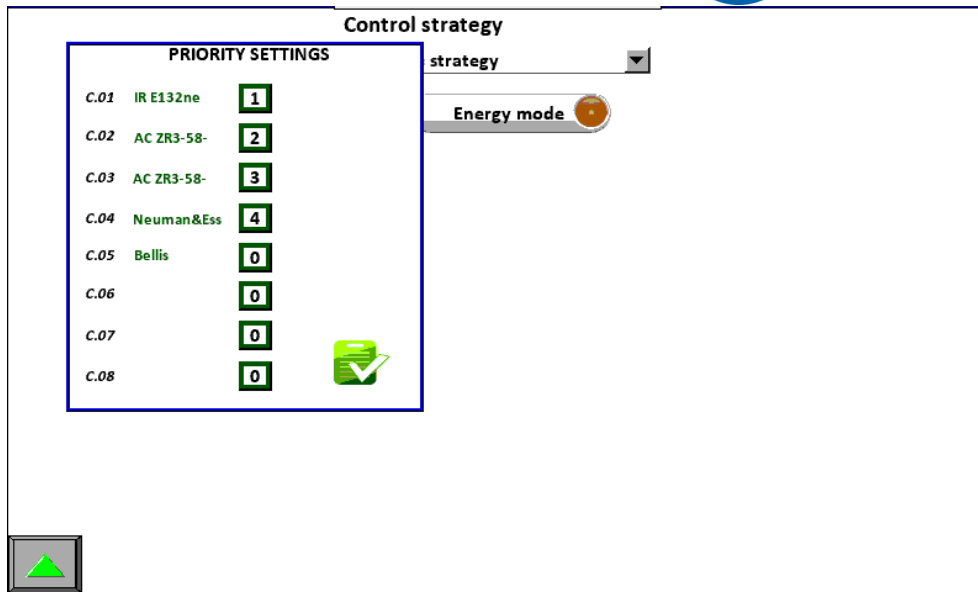 Control strategy
PRIORITY SETTINGS
strategy
C.01 IR E132ne 1
Energy mode
C.02 AC ZR3-58- 2
C.03 AC ZR3-58- 3
C.04 Neuman&Ess 4
C.05 Bellis 0
C.06 0
C.07 0
C.08 0